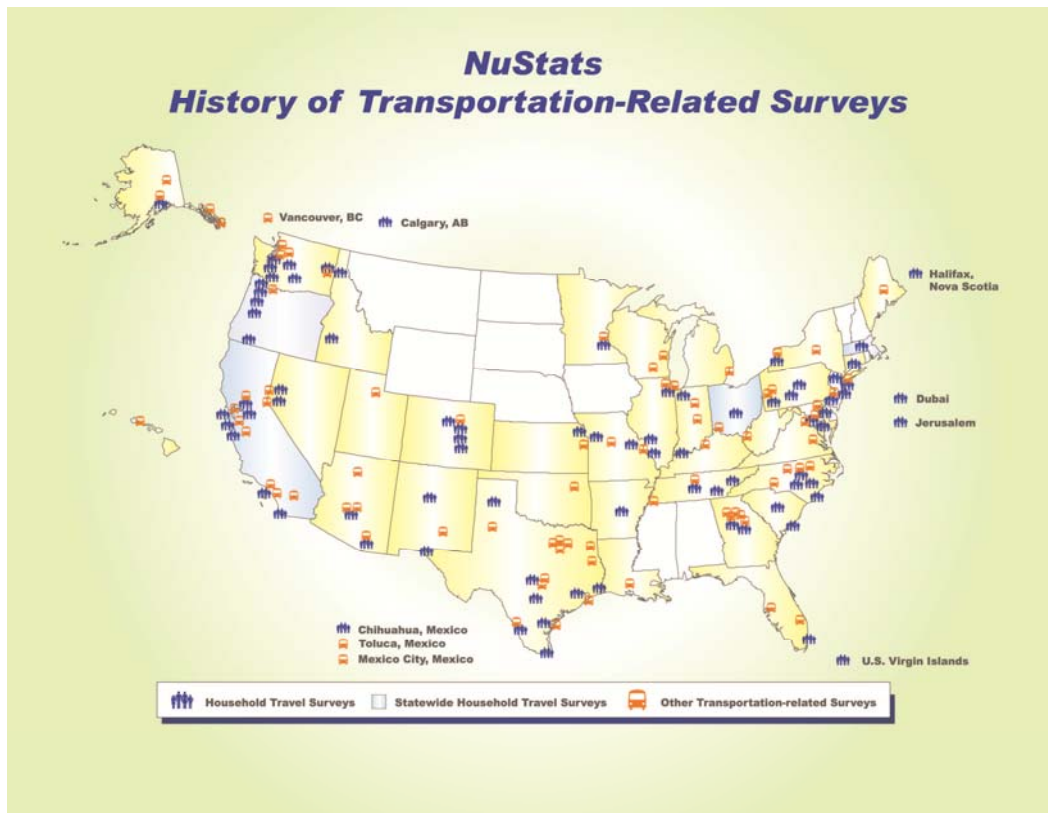 NuStats
History of Transportation-Related Surveys
Vancouver, BC
Calgary, AB
Halifax,
Nova Scotia
Dubai
Jerusalem
Chihuahua, Mexico
Toluca, Mexico
Mexico City, Mexico
U.S. Virgin Islands
Household Travel Surveys
Statewide Household Travel Surveys
Other Transportation-related Surveys